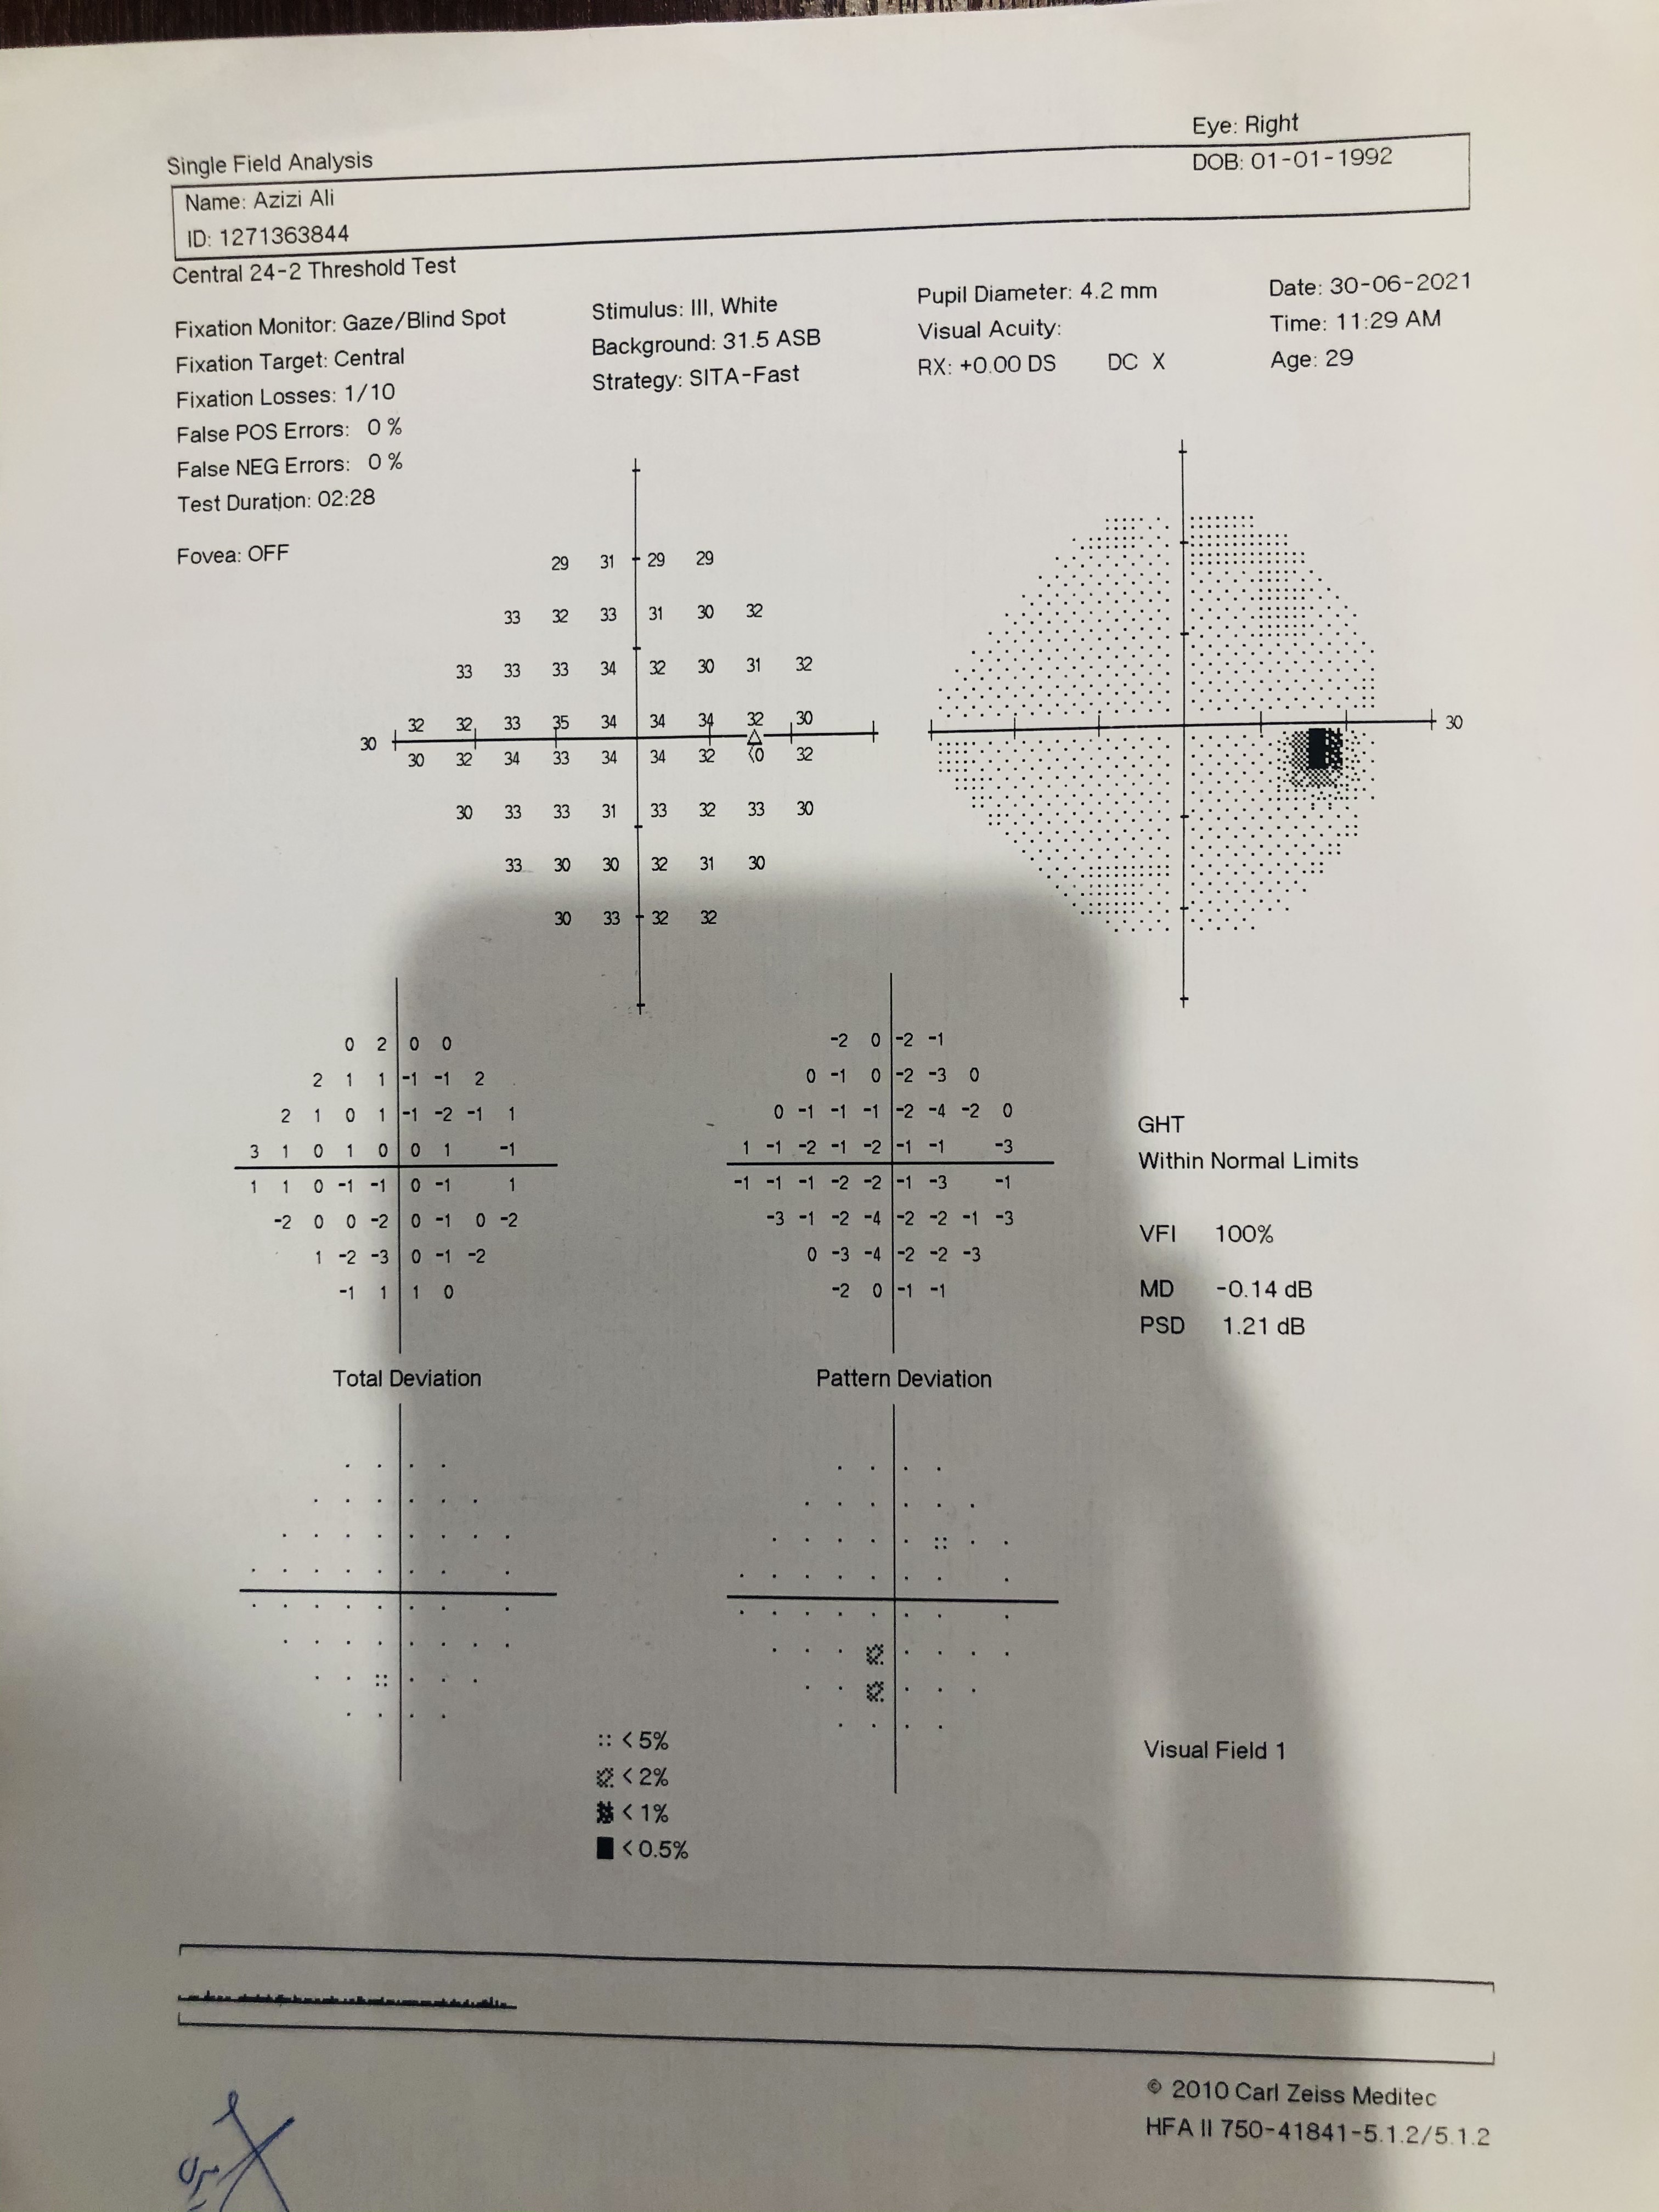 Eye: Right
Single Field Analysis
DOB: 01-01-1992
Name: Azizi Ali
ID: 1271363844
Central 24-2 Threshold Test
Fixation Monitor: Gaze/Blind Spot
Fixation Target: Central
Fixation Losses: 1/10
False POS Errors: 0 %
False NEG Errors: 0 %
Test Duration: 02:28
Fovea: OFF
Stimulus: III, White
Background: 31.5 ASB
Strategy: SITA-Fast
Pupil Diameter: 4.2 mm
Visual Acuity:
RX: +0.00 DS DC X
Date: 30-06-2021
Time: 11:29 AM
Age: 29
29 31 29 29
33 32 33 31 30 32
33 33 33 34 32 30 31 32
32 32 33 35 34 34 34 32 30
30
30 32 34 33 34 34 32 <0 32
30 33 33 31 33 32 33 30
33 30 30 32 31 30
30 33 32 32
30
0 2 0 0
2 1 1 -1 -1 2
2 1 0 1 -1 -2 -1 1
3 1 0 1 0 0 1 -1
1 1 0 -1 -1 0 -1 1
-2 0 0 -2 0 -1 0 -2
1 -2 -3 0 -1 -2
-1 1 1 0
Total Deviation
-2 0 -2 -1
0 -1 0 -2 -3 0
0 -1 -1 -1 -2 -4 -2 0
1 -1 -2 -1 -2 -1 -1 -3
-1 -1 -1 -2 -2 -1 -3 -1
-3 -1 -2 -4 -2 -2 -1 -3
0 -3 -4 -2 -2 -3
-2 0 -1 -1
Pattern Deviation
GHT
Within Normal Limits
VFI 100%
MD -0.14 dB
PSD 1.21 dB
< 5%
< 2%
< 1%
< 0.5%
Visual Field 1
© 2010 Carl Zeiss Meditec
HFA II 750-41841-5.1.2/5.1.2